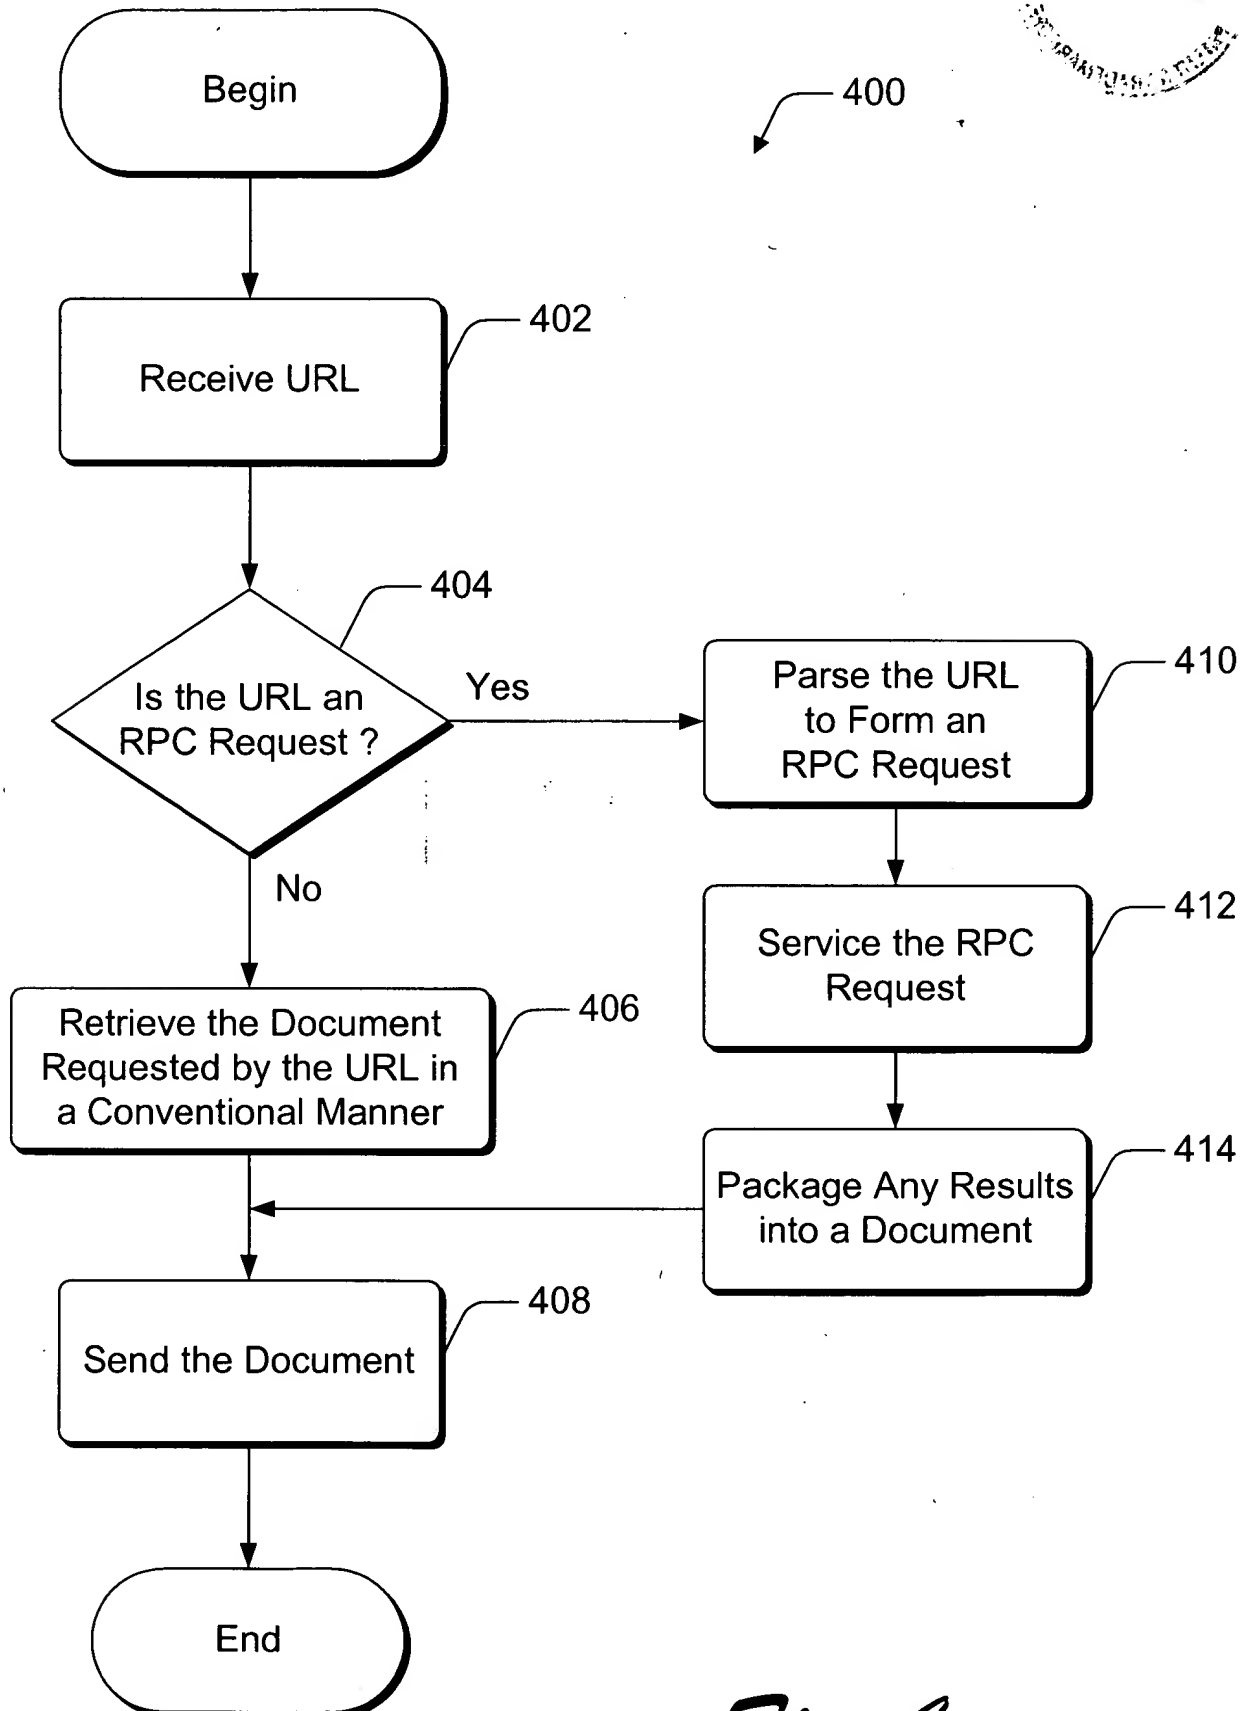 Begin
400
402
Receive URL
404
Is the URL an
RPC Request ?
Yes
No
410
Parse the URL
to Form an
RPC Request
412
Service the RPC
Request
406
Retrieve the Document
Requested by the URL in
a Conventional Manner
414
Package Any Results
into a Document
408
Send the Document
End